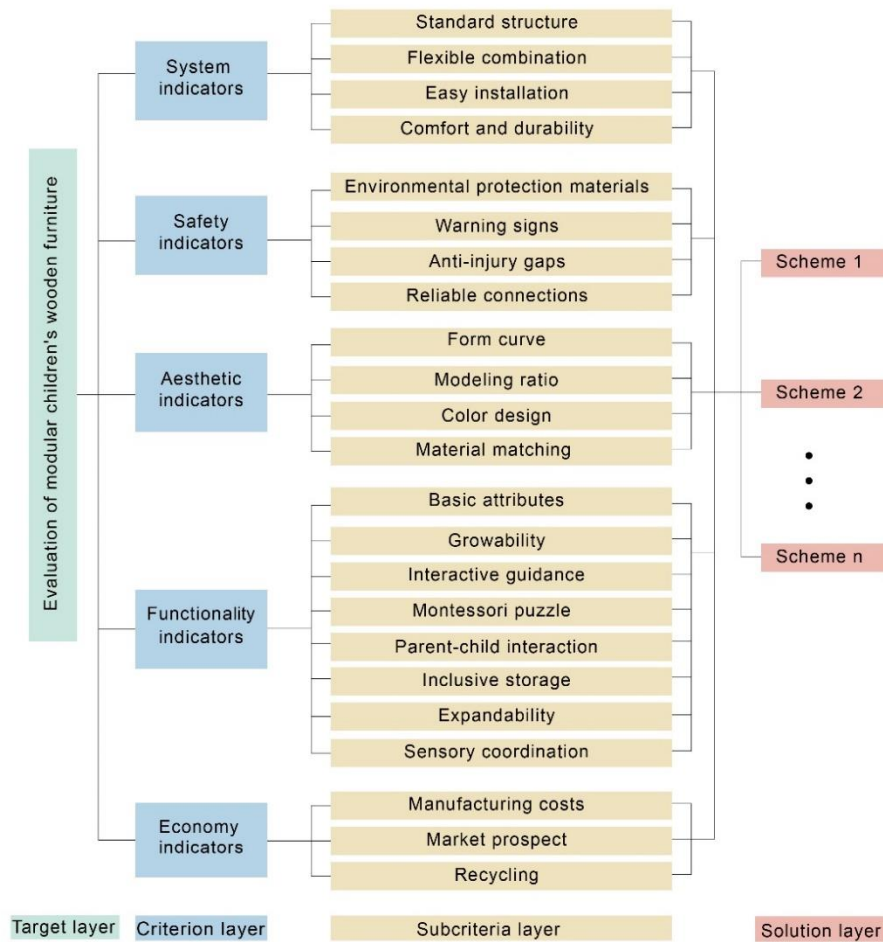 Evaluation of modular children's wooden furniture
System
indicators
Standard structure
Flexible combination
Easy installation
Comfort and durability
Safety
indicators
Environmental protection materials
Warning signs
Anti-injury gaps
Reliable connections
Aesthetic
indicators
Form curve
Modeling ratio
Color design
Material matching
Functionality
indicators
Basic attributes
Growability
Interactive guidance
Montessori puzzle
Parent-child interaction
Inclusive storage
Expandability
Sensory coordination
Economy
indicators
Manufacturing costs
Market prospect
Recycling
Scheme 1
Scheme 2
Scheme n
Target layer
Criterion layer
Subcriteria layer
Solution layer